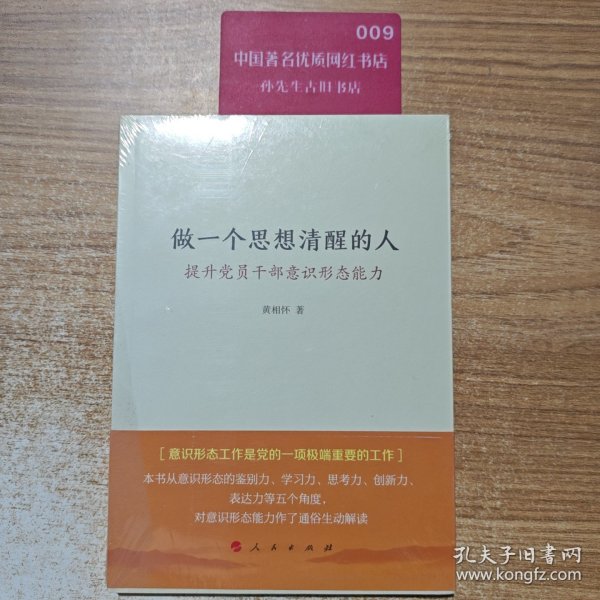 009
中国著名优质网红书店
孙先生古旧书店
做一个思想清醒的人
提升党员干部意识形态能力
黄相怀 著
[意识形态工作是党的一项极端重要的工作]
本书从意识形态的鉴别力、学习力、思考力、创新力、
表达力等五个角度,
对意识形态能力作了通俗生动解读
人民出版社
孔夫子旧书网
www.kongfz.com